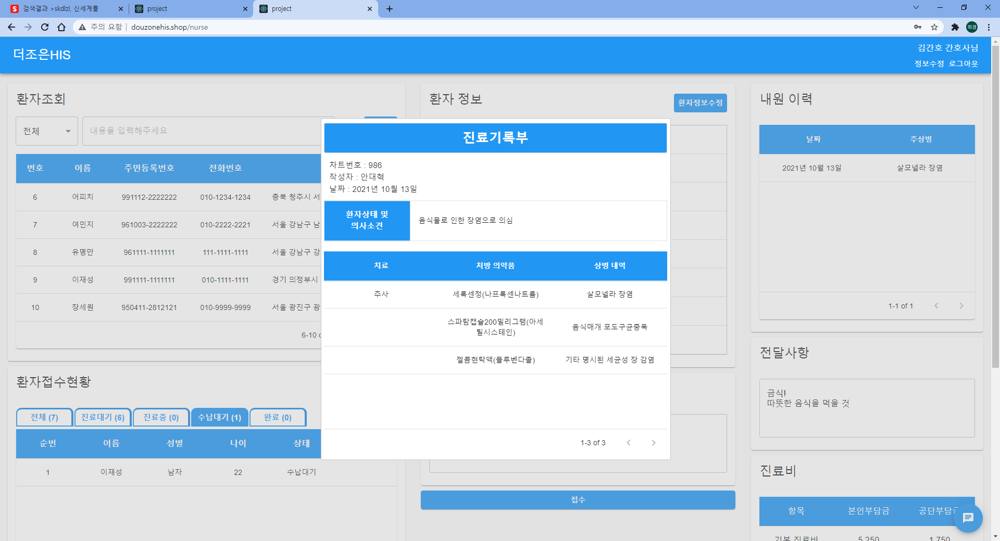 검색결과 >skdlzl, 신세계몰
project
project
주의 요함
douzonehis.shop/nurse
희경
더조은HIS
김간호 간호사님
정보수정 로그아웃
환자조회
전체
내용을 입력해주세요
번호 이름 주민등록번호 전화번호
6 어피치 991112-2222222 010-1234-1234 충북 청주시 서
7 여민지 961003-2222222 010-2222-2221 서울 강남구 남
8 유명만 961111-1111111 111-1111-1111 서울 강남구 강
9 이재성 991111-1111111 010-1111-1111 경기 의정부시
10 장세원 950411-2812121 010-9999-9999 서울 광진구 광
6-10
환자접수현황
전체 (7) 진료대기 (6) 진료중 (0) 수납대기 (1) 완료 (0)
순번 이름 성별 나이 상태
1 이재성 남자 22 수납대기
환자 정보
환자정보수정
진료기록부
차트번호 : 986
작성자 : 안대혁
날짜 : 2021년 10월 13일
환자상태 및
의사소견
음식물로 인한 장염으로 의심
치료 처방 의약품 상병 내역
주사 세록센정(나프록센나트륨) 살모넬라 장염
스파탐캡슐200밀리그램(아세
틸시스테인)
음식매개 포도구균중독
젤콤현탁액(플루벤다졸) 기타 명시된 세균성 장 감염
1-3 of 3
접수
내원 이력
날짜 주상병
2021년 10월 13일 살모넬라 장염
1-1 of 1
전달사항
금식!
따뜻한 음식을 먹을 것
진료비
항목 본인부담금 공단부담금
기본 진료비 5,250 1,750